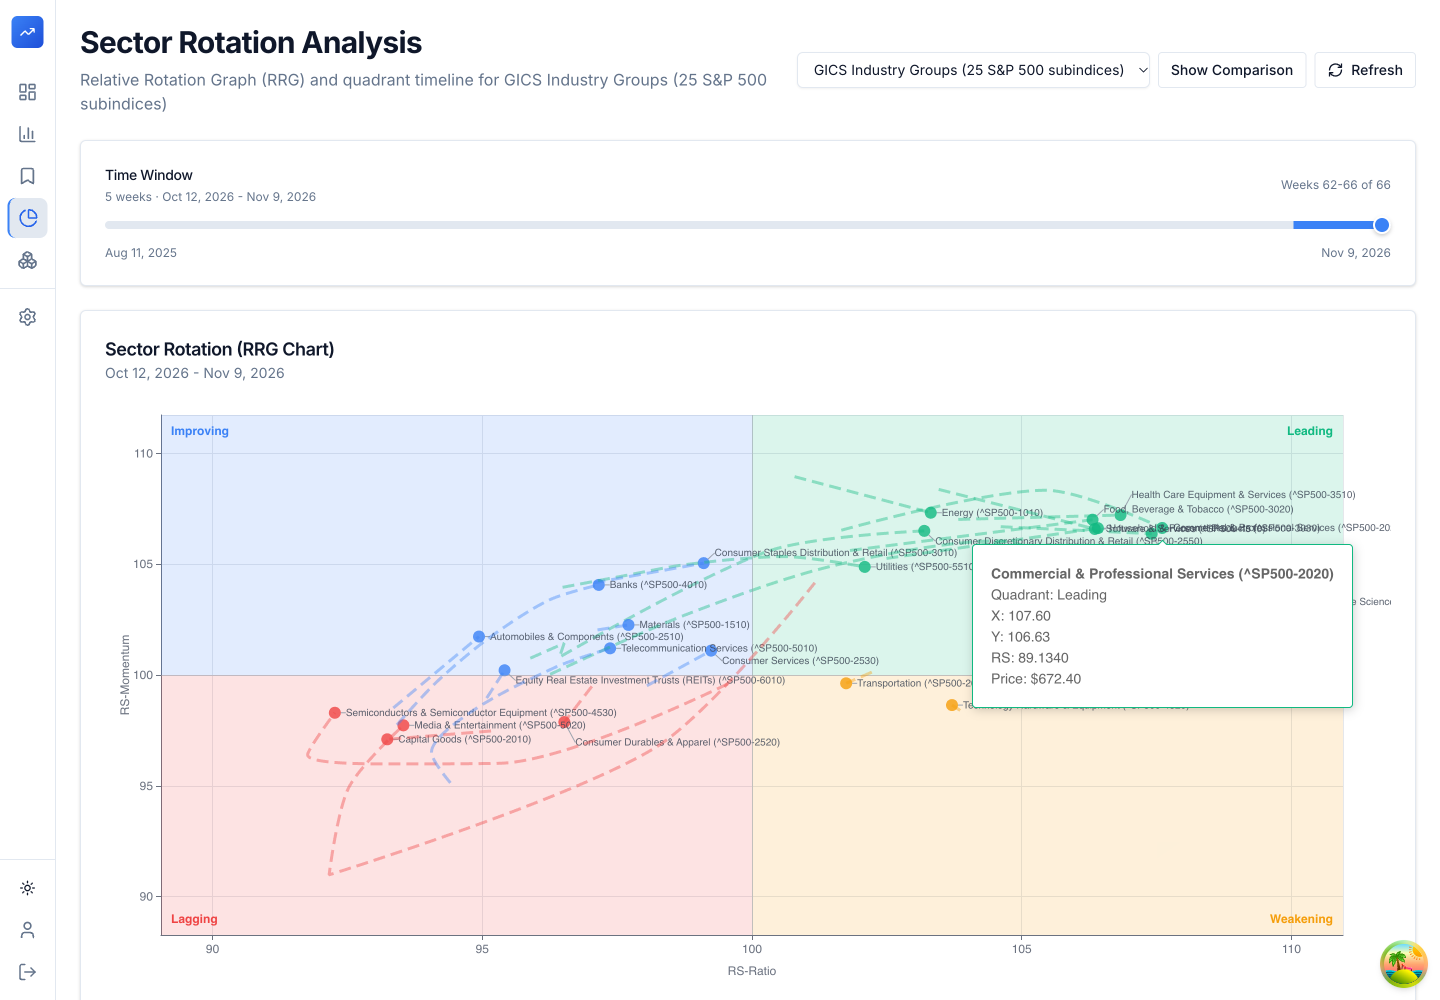 Sector Rotation Analysis
Relative Rotation Graph (RRG) and quadrant timeline for GICS Industry Groups (25 S&P 500
subindices)
GICS Industry Groups (25 S&P 500 subindices)
Show Comparison
Refresh
Time Window
5 weeks · Oct 12, 2026 - Nov 9, 2026
Weeks 62-66 of 66
Aug 11, 2025
Nov 9, 2026
Sector Rotation (RRG Chart)
Oct 12, 2026 - Nov 9, 2026
Improving
Leading
110
Health Care Equipment & Services (^SP500-3510)
Food, Beverage & Tobacco (^SP500-3020)
Energy (^SP500-1010)
Consumer Discretionary Distribution & Retail (^SP500-2550)
Consumer Staples Distribution & Retail (^SP500-3010)
105
Utilities (^SP500-5510
Banks (^SP500-4010)
Commercial & Professional Services (^SP500-2020)
Quadrant: Leading
X: 107.60
Y: 106.63
RS: 89.1340
Price: $672.40
e Scienc
Materials (^SP500-1510)
Automobiles & Components (^SP500-2510)
Telecommunication Services (^SP500-5010)
Consumer Services (^SP500-2530)
100
Equity Real Estate Investment Trusts (REITs) (^SP500-6010)
Transportation (^SP500-20
RS-Momentum
Semiconductors & Semiconductor Equipment (^SP500-4530)
Media & Entertainment (^SP500-5020)
Capital Goods (^SP500-2010)
Consumer Durables & Apparel (^SP500-2520)
95
90
Lagging
Weakening
90
95
100
105
110
RS-Ratio